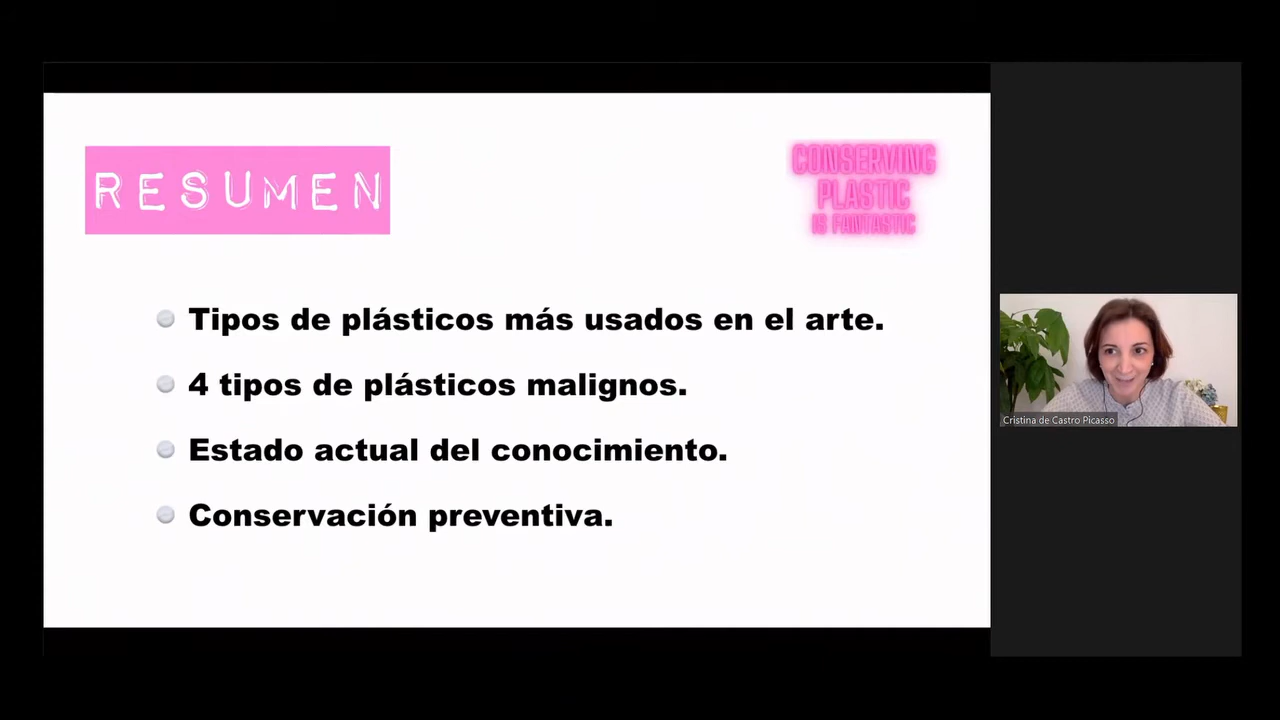 RESUMEN
CONSERVING
PLASTIC
IS FANTASTIC
Tipos de plásticos más usados en el arte.
4 tipos de plásticos malignos.
Estado actual del conocimiento.
Conservación preventiva.
Cristina de Castro Picasso